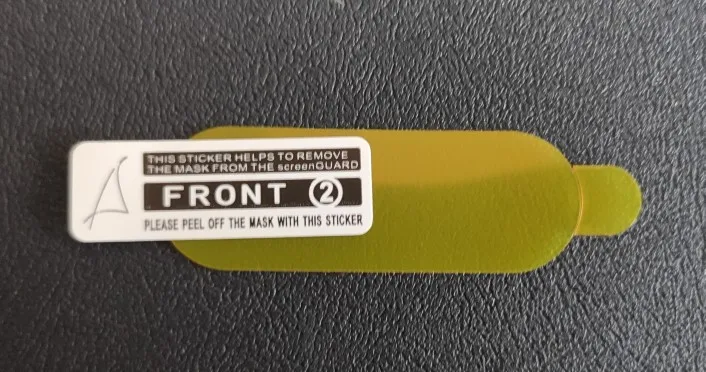 THIS STICKER HELPS TO REMOVE
THE MASK FROM THE screenGUARD
FRONT 2
PLEASE PEEL OFF THE MASK WITH THIS STICKER